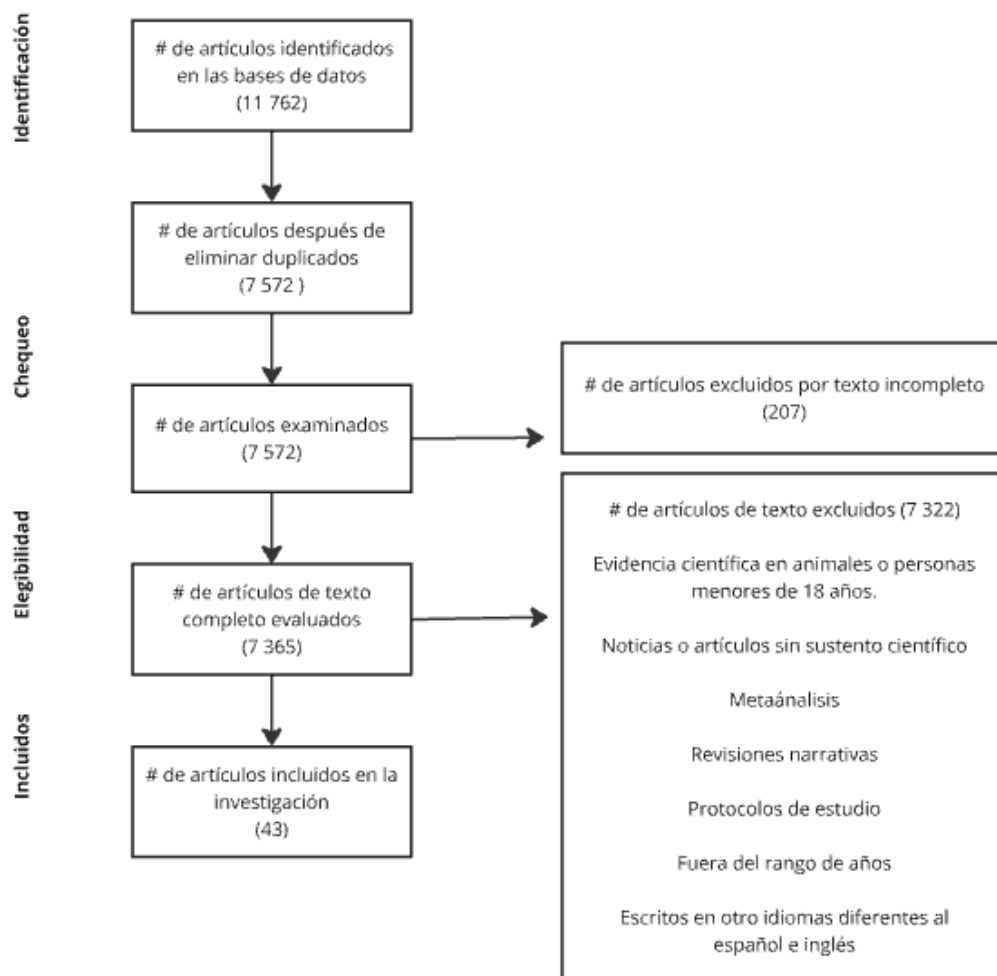 Identificación
# de artículos identificados
en las bases de datos
(11 762)
# de artículos después de
eliminar duplicados
(7 572 )
Chequeo
# de artículos examinados
(7 572)
# de artículos excluidos por texto incompleto
(207)
Elegibilidad
# de artículos de texto
completo evaluados
(7 365)
# de artículos de texto excluidos (7 322)
Evidencia científica en animales o personas
menores de 18 años.
Noticias o artículos sin sustento científico
Metaánalisis
Revisiones narrativas
Protocolos de estudio
Fuera del rango de años
Escritos en otro idiomas diferentes al
español e inglés
Incluidos
# de artículos incluidos en la
investigación
(43)